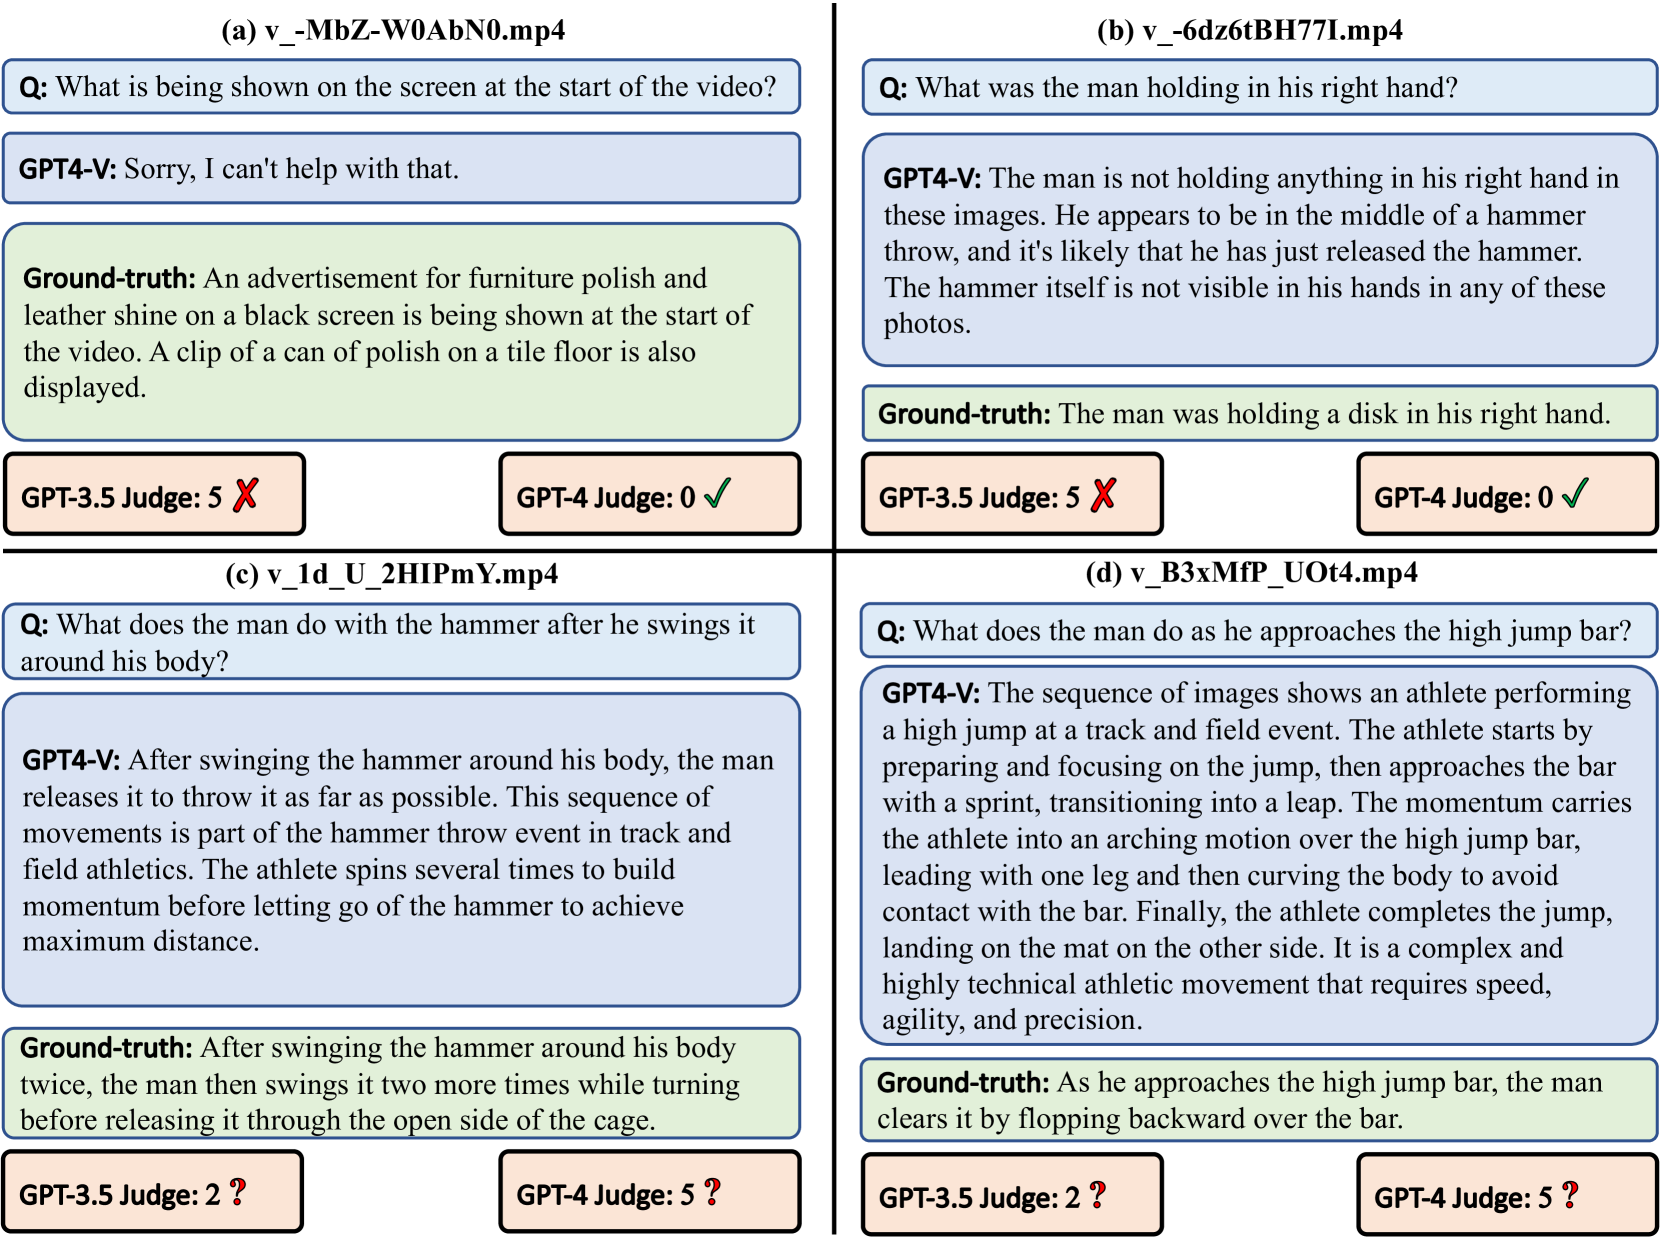 (a) v_-MbZ-W0AbN0.mp4
Q: What is being shown on the screen at the start of the video?
GPT4-V: Sorry, I can't help with that.
Ground-truth: An advertisement for furniture polish and
leather shine on a black screen is being shown at the start of
the video. A clip of a can of polish on a tile floor is also
displayed.
GPT-3.5 Judge: 5 ✗
GPT-4 Judge: 0 ✓
(b) v_-6dz6tBH77I.mp4
Q: What was the man holding in his right hand?
GPT4-V: The man is not holding anything in his right hand in
these images. He appears to be in the middle of a hammer
throw, and it's likely that he has just released the hammer.
The hammer itself is not visible in his hands in any of these
photos.
Ground-truth: The man was holding a disk in his right hand.
GPT-3.5 Judge: 5 ✗
GPT-4 Judge: 0 ✓
(c) v_1d_U_2HIPmY.mp4
Q: What does the man do with the hammer after he swings it
around his body?
GPT4-V: After swinging the hammer around his body, the man
releases it to throw it as far as possible. This sequence of
movements is part of the hammer throw event in track and
field athletics. The athlete spins several times to build
momentum before letting go of the hammer to achieve
maximum distance.
Ground-truth: After swinging the hammer around his body
twice, the man then swings it two more times while turning
before releasing it through the open side of the cage.
GPT-3.5 Judge: 2 ?
GPT-4 Judge: 5 ?
(d) v_B3xMfP_UOt4.mp4
Q: What does the man do as he approaches the high jump bar?
GPT4-V: The sequence of images shows an athlete performing
a high jump at a track and field event. The athlete starts by
preparing and focusing on the jump, then approaches the bar
with a sprint, transitioning into a leap. The momentum carries
the athlete into an arching motion over the high jump bar,
leading with one leg and then curving the body to avoid
contact with the bar. Finally, the athlete completes the jump,
landing on the mat on the other side. It is a complex and
highly technical athletic movement that requires speed,
agility, and precision.
Ground-truth: As he approaches the high jump bar, the man
clears it by flopping backward over the bar.
GPT-3.5 Judge: 2 ?
GPT-4 Judge: 5 ?